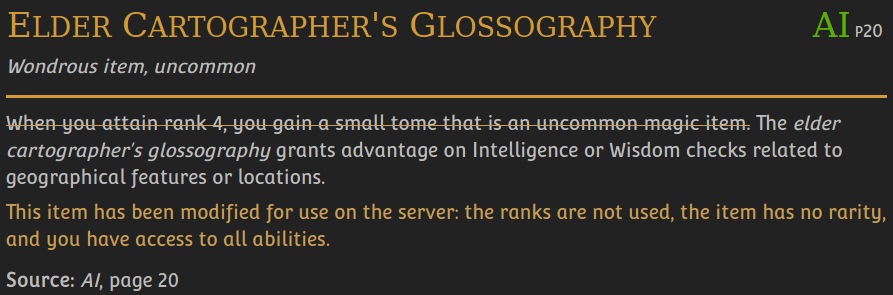 Elder Cartographer's Glossography AI P20
Wondrous item, uncommon
When you attain rank 4, you gain a small tome that is an uncommon magic item. The elder
cartographer's glossography grants advantage on Intelligence or Wisdom checks related to
geographical features or locations.
This item has been modified for use on the server: the ranks are not used, the item has no rarity,
and you have access to all abilities.
Source: AI, page 20